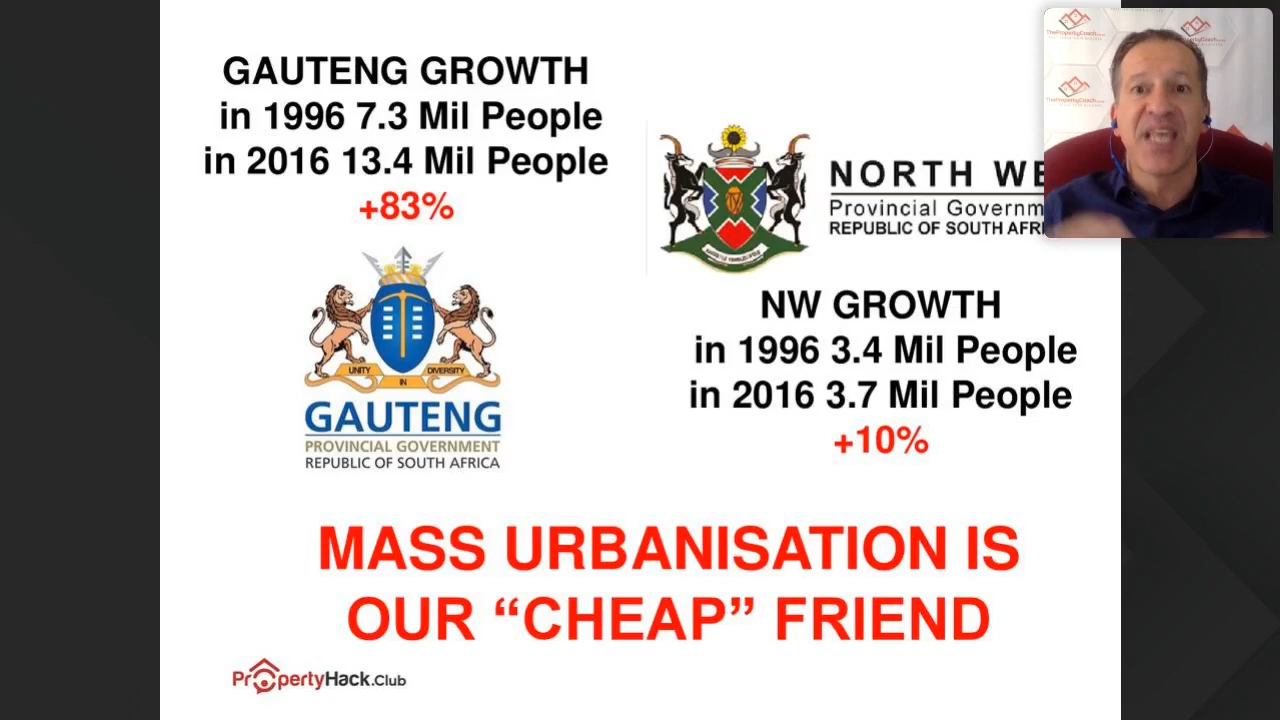 GAUTENG GROWTH
in 1996 7.3 Mil People
in 2016 13.4 Mil People
+83%
UNITY
IN
DIVERSITY
GAUTENG
PROVINCIAL GOVERNMENT
REPUBLIC OF SOUTH AFRICA
NORTH WE
Provincial Governm
REPUBLIC OF SOUTH AFRI
NW GROWTH
in 1996 3.4 Mil People
in 2016 3.7 Mil People
+10%
MASS URBANISATION IS
OUR “CHEAP” FRIEND
PropertyHack.Club
ThePropertyCoach
ThePropertyCoach